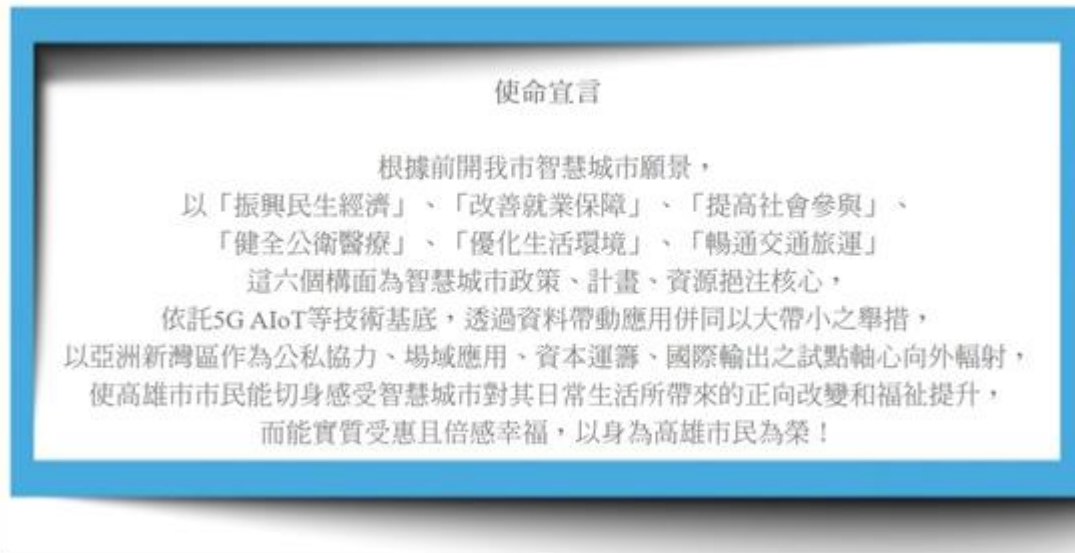 使命宣言
根據前開我市智慧城市願景，
以「振興民生經濟」、「改善就業保障」、「提高社會參與」、
「健全公衛醫療」、「優化生活環境」、「暢通交通旅運」
這六個構面為智慧城市政策、計畫、資源挹注核心，
依託5G AIoT等技術基底，透過資料帶動應用併同以大帶小之舉措，
以亞洲新灣區作為公私協力、場域應用、資本運籌、國際輸出之試點軸心向外輻射，
使高雄市市民能切身感受智慧城市對其日常生活所帶來的正向改變和福祉提升，
而能實質受惠且倍感幸福，以身為高雄市民為榮！